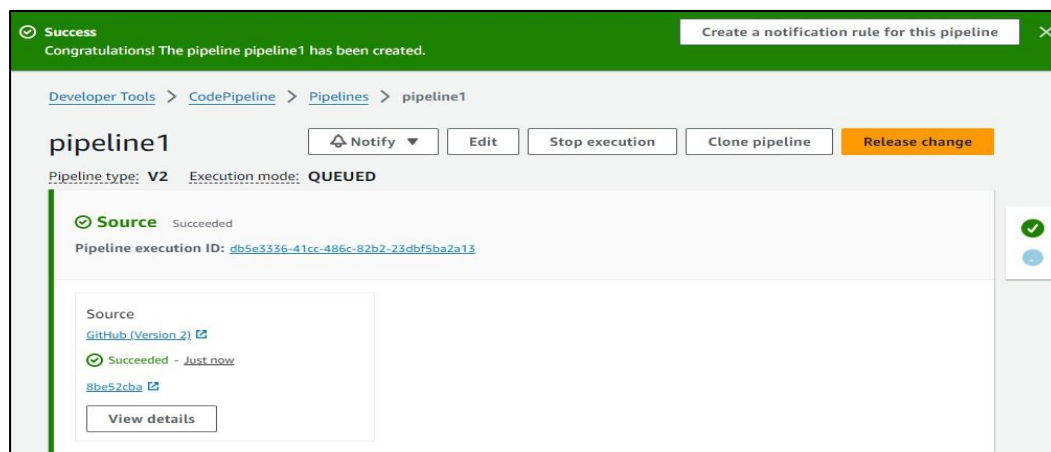 Success
Congratulations! The pipeline pipeline1 has been created.
Create a notification rule for this pipeline
Developer Tools > CodePipeline > Pipelines > pipeline1
pipeline1
Notify
Edit
Stop execution
Clone pipeline
Release change
Pipeline type: V2 Execution mode: QUEUED
Source Succeeded
Pipeline execution ID: db5e3336-41cc-486c-82b2-23dbf5ba2a13
Source
GitHub (Version 2)
Succeeded - Just now
8be52cba
View details